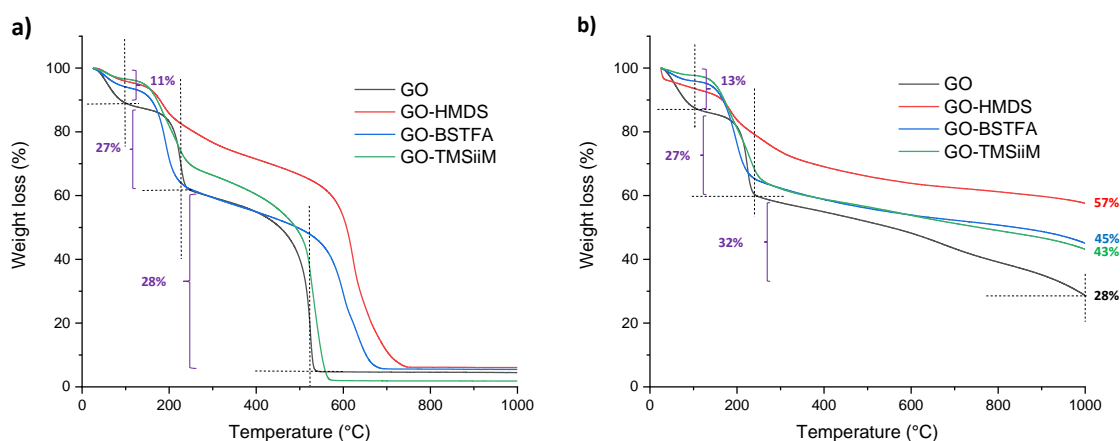 a)
100
80
60
40
20
0
Weight loss (%)
0
200
400
600
800
1000
Temperature (°C)
11%
27%
28%
GO
GO-HMDS
GO-BSTFA
GO-TMSiiM
b)
100
80
60
40
20
0
Weight loss (%)
0
200
400
600
800
1000
Temperature (°C)
13%
27%
32%
GO
GO-HMDS
GO-BSTFA
GO-TMSiiM
57%
45%
43%
28%